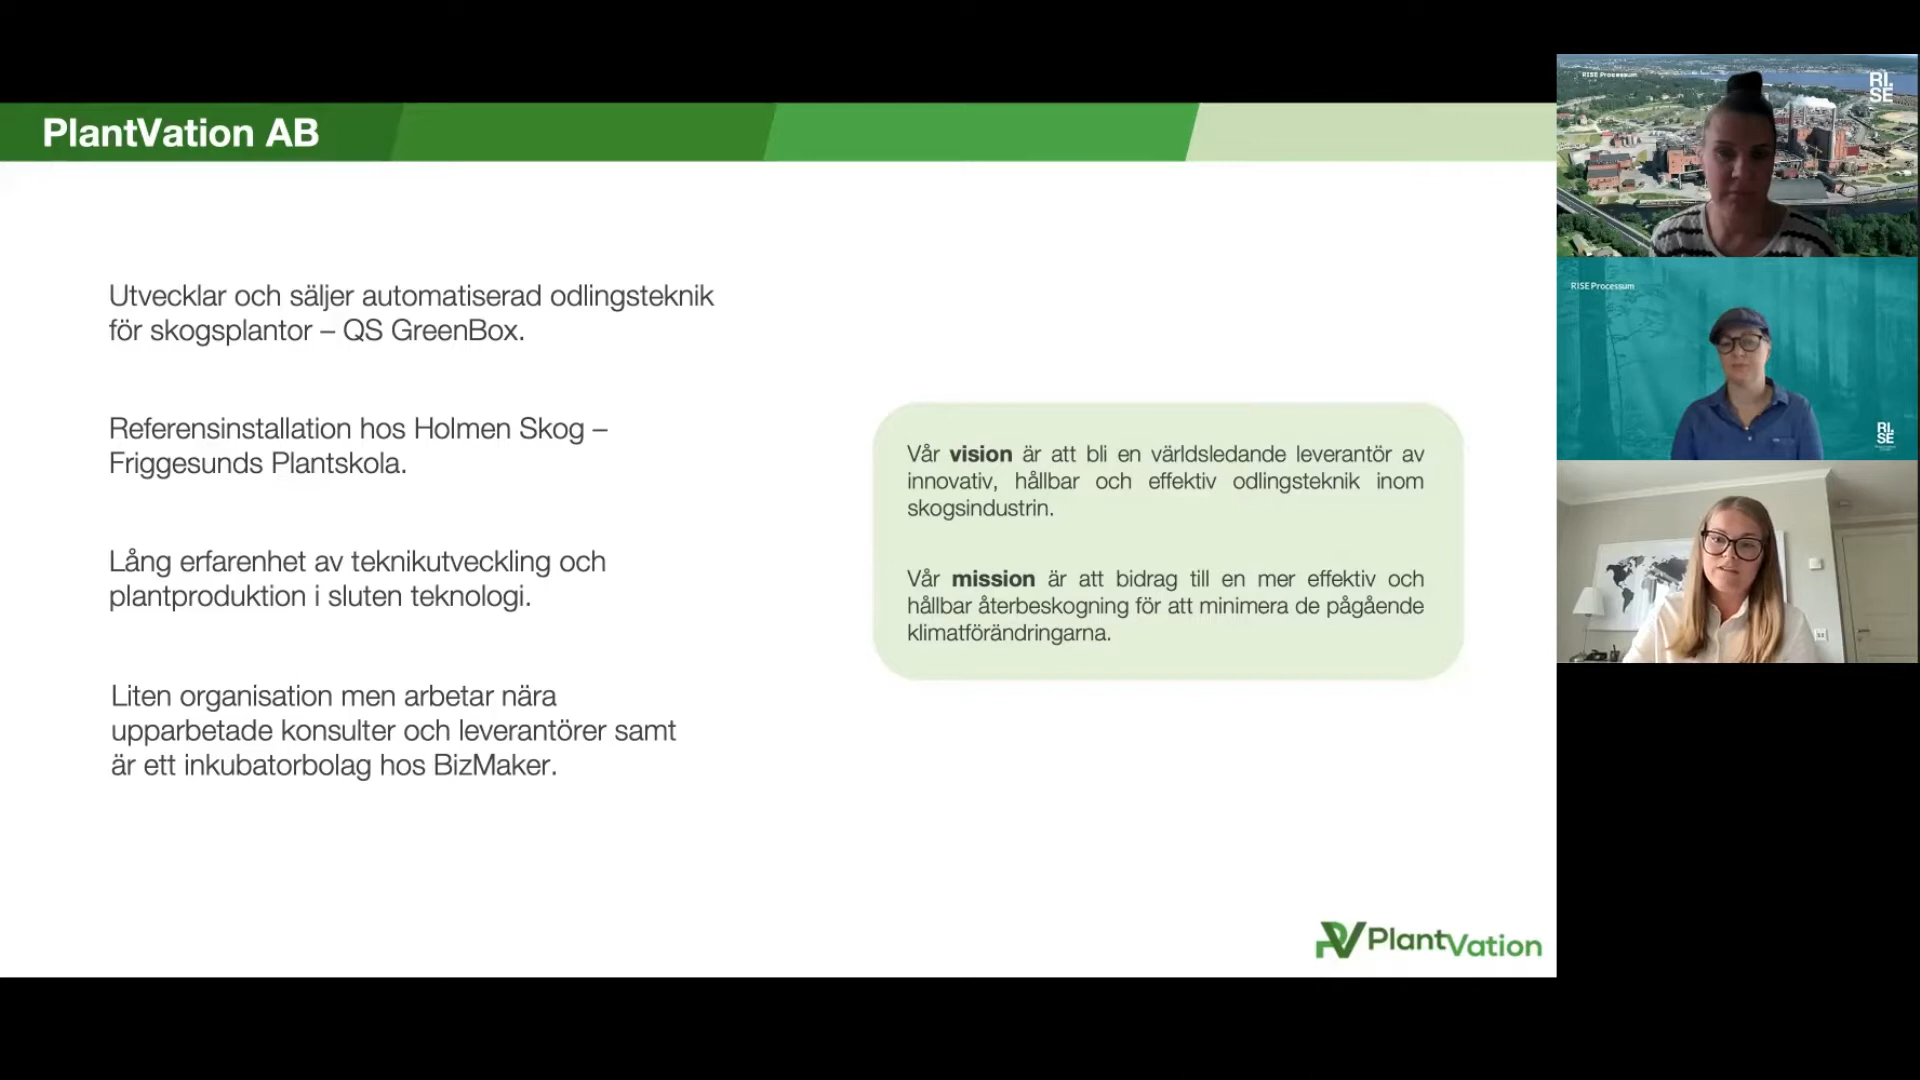 PlantVation AB
Utvecklar och säljer automatiserad odlingsteknik
för skogsplantor – QS GreenBox.
Referensinstallation hos Holmen Skog –
Friggesunds Plantskola.
Lång erfarenhet av teknikutveckling och
plantproduktion i sluten teknologi.
Liten organisation men arbetar nära
upparbetade konsulter och leverantörer samt
är ett inkubatorbolag hos BizMaker.
Vår vision är att bli en världsledande leverantör av
innovativ, hållbar och effektiv odlingsteknik inom
skogsindustrin.
Vår mission är att bidrag till en mer effektiv och
hållbar återbeskogning för att minimera de pågående
klimatförändringarna.
PlantVation
RISE Processum
RI.
SE
RISE Processum
RI.
SE